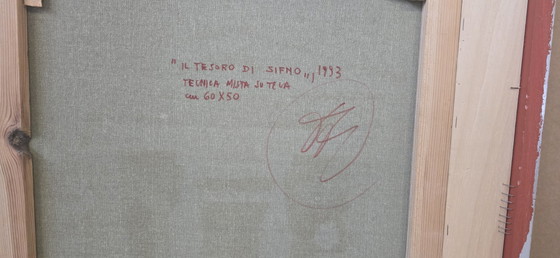 "IL TESORO DI SIFNO", 1993
TECNICA MISTA SU TELA
cm 60X50